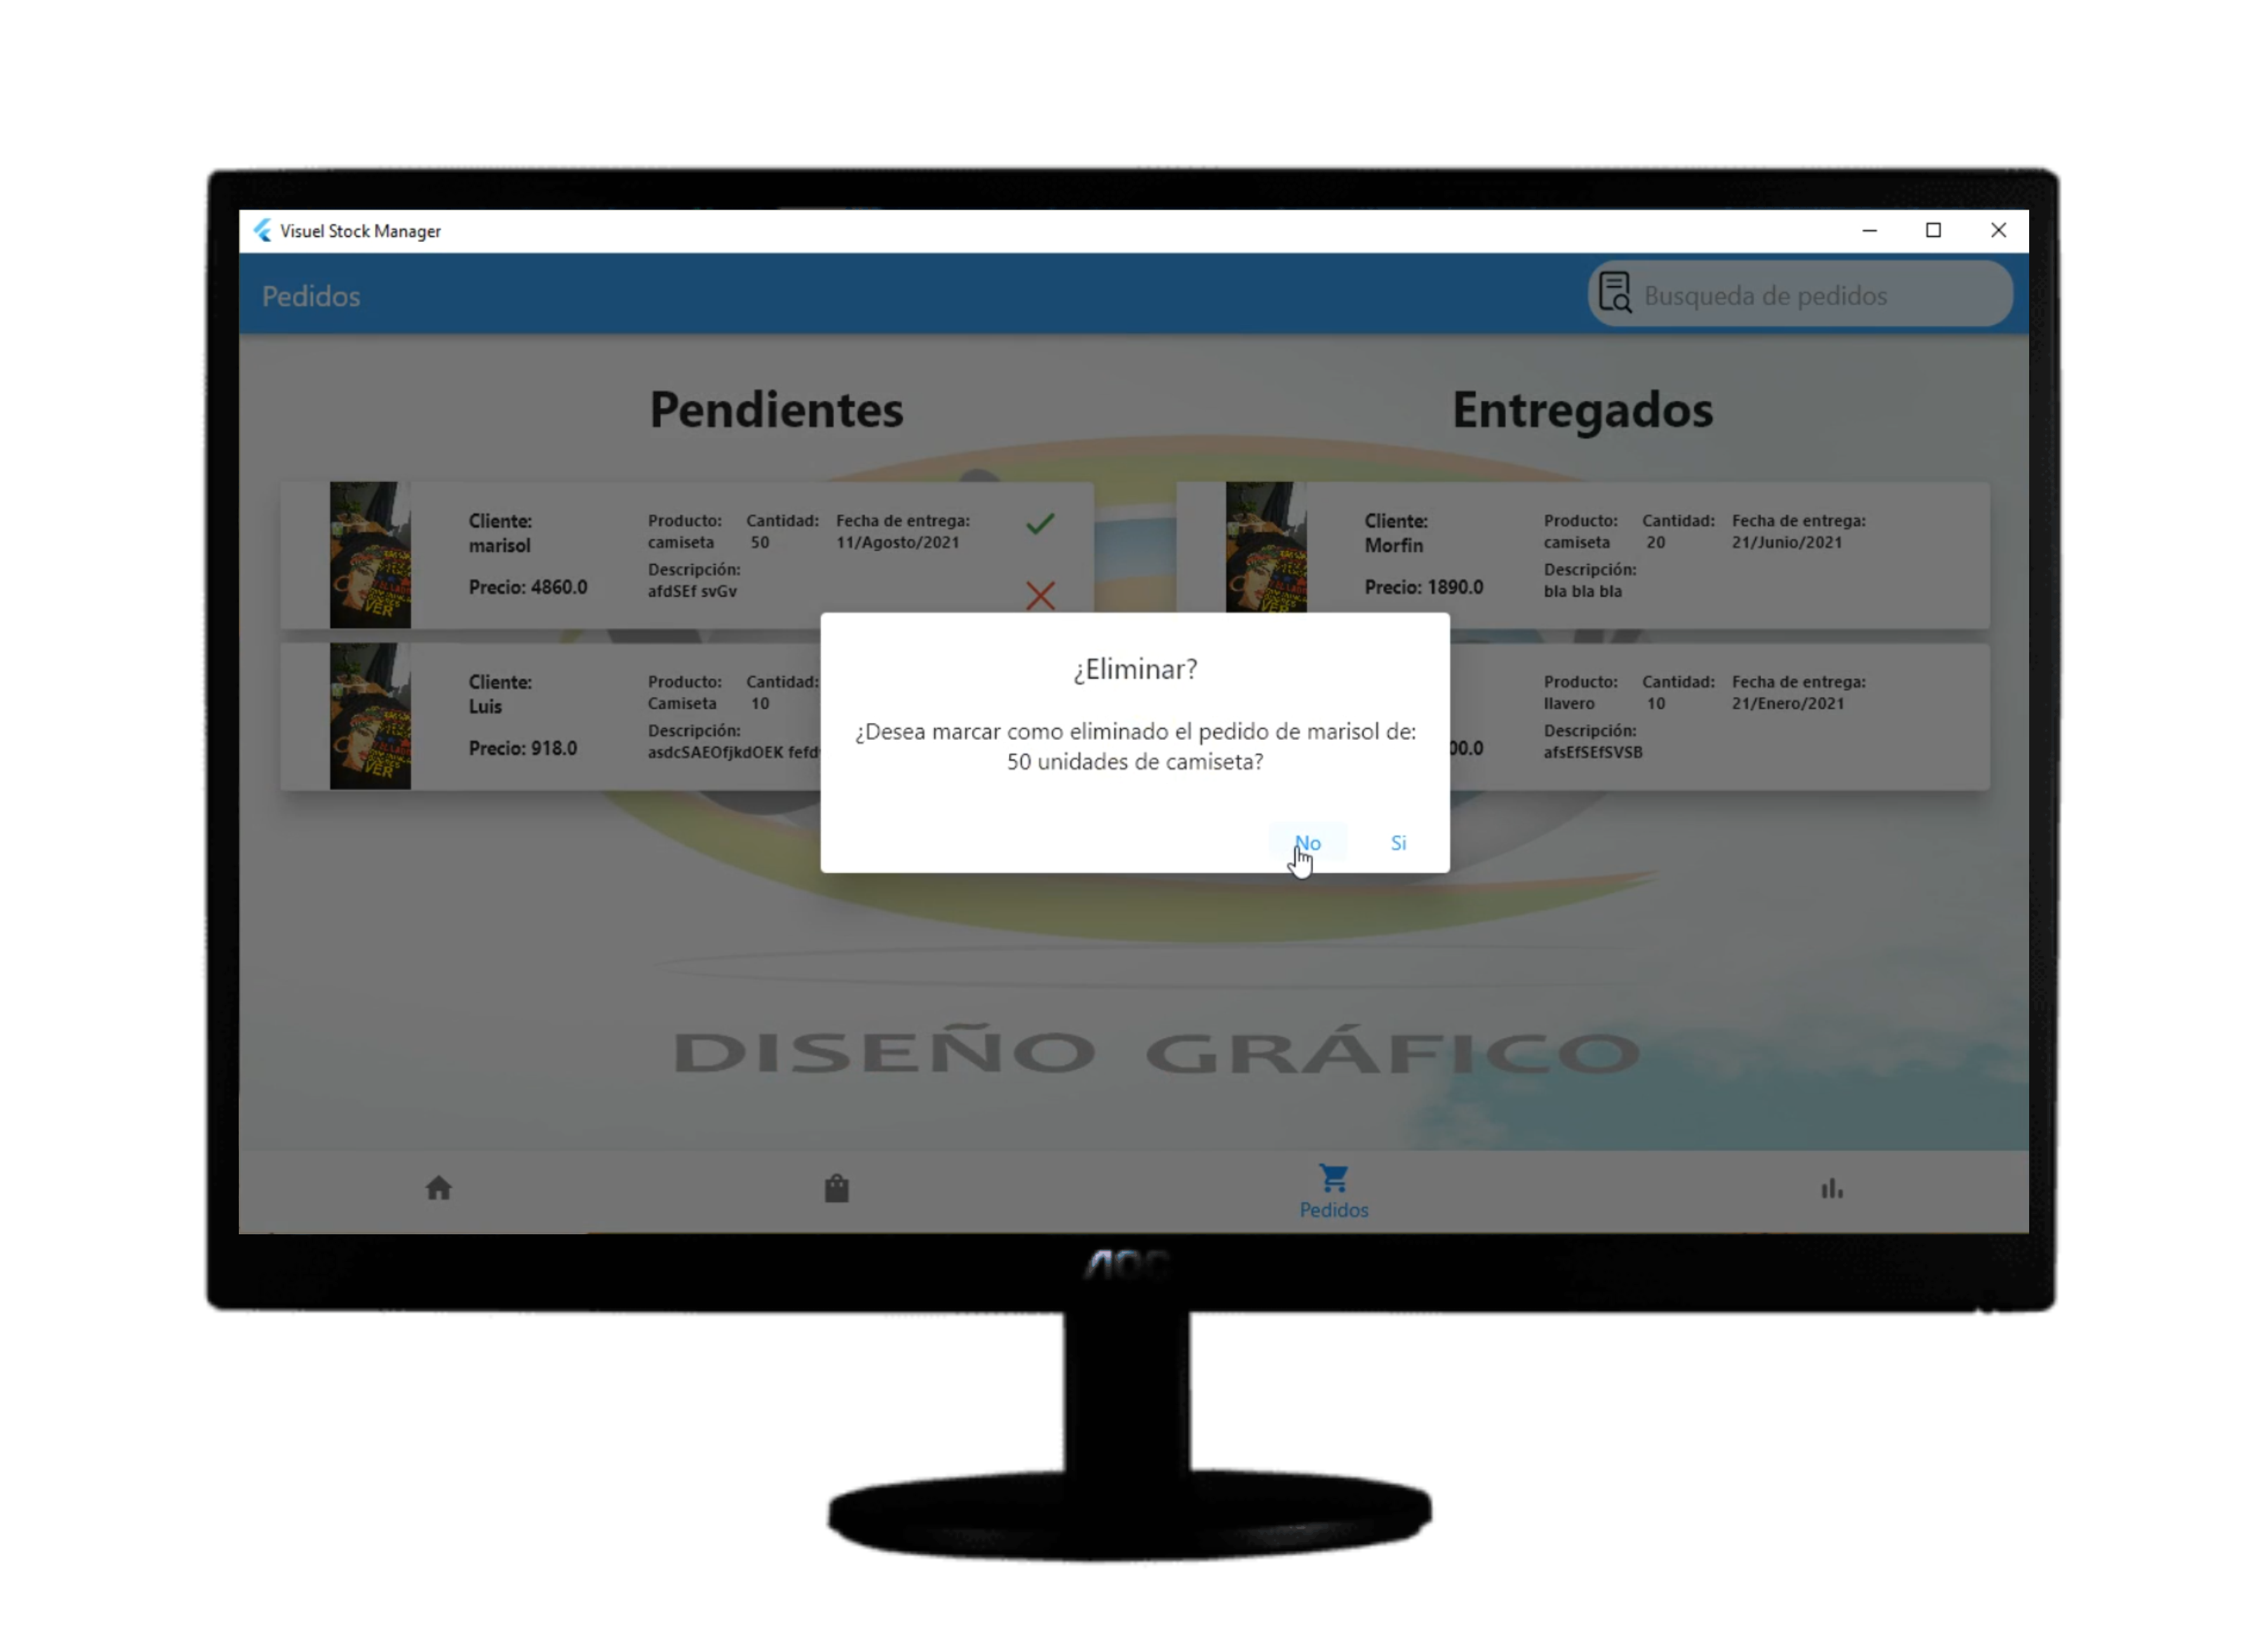 Visuel Stock Manager
Pedidos
Busqueda de pedidos
Pendientes
Entregados
Cliente:
marisol
Precio: 4860.0
Producto: Cantidad: Fecha de entrega:
camiseta 50 11/Agosto/2021
Descripción:
afdSEf svGv
Cliente:
Luis
Precio: 918.0
Producto: Cantidad:
Camiseta 10
Descripción:
asdcSAEOfjkdOEK fefd
Cliente:
Morfin
Precio: 1890.0
Producto: Cantidad: Fecha de entrega:
camiseta 20 21/Junio/2021
Descripción:
bla bla bla
00.0
Producto: Cantidad: Fecha de entrega:
llavero 10 21/Enero/2021
Descripción:
afsEfSEfSVSB
¿Eliminar?
¿Desea marcar como eliminado el pedido de marisol de:
50 unidades de camiseta?
No Si
DISEÑO GRÁFICO
Pedidos
AOC